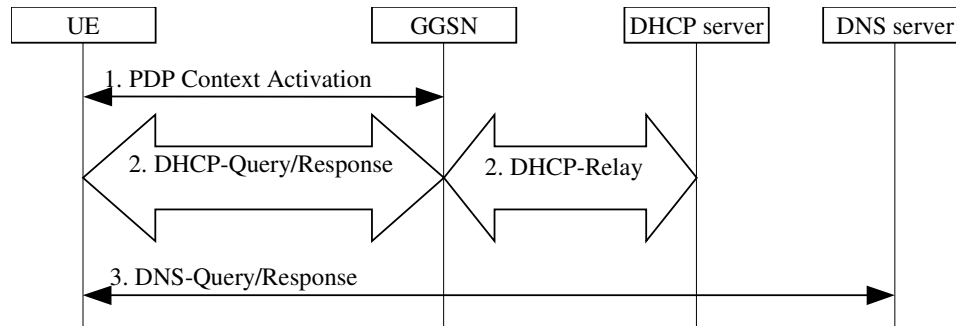 UE
GGSN
DHCP server
DNS server
1. PDP Context Activation
2. DHCP-Query/Response
2. DHCP-Relay
3. DNS-Query/Response